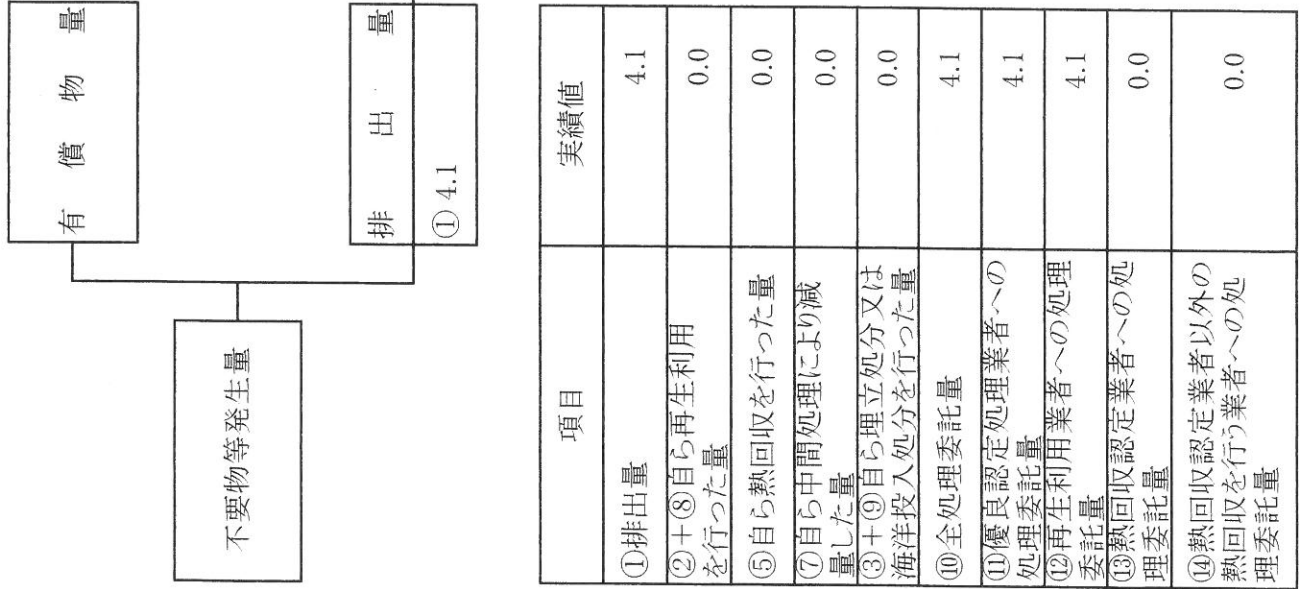 有償物量
不要物等発生量
排出量
① 4.1
項目 実績値
①排出量 4.1
②＋⑧自ら再生利用
を行った量 0.0
⑤自ら熱回収を行った量 0.0
⑦自ら中間処理により減
量した量 0.0
③＋⑨自ら埋立処分又は
海洋投入処分を行った量 0.0
⑩全処理委託量 4.1
⑪優良認定処理業者への
処理委託量 4.1
⑫再生利用業者への処理
委託量 4.1
⑬熱回収認定業者への処
理委託量 0.0
⑭熱回収認定業者以外の
熱回収を行う業者への処
理委託量 0.0